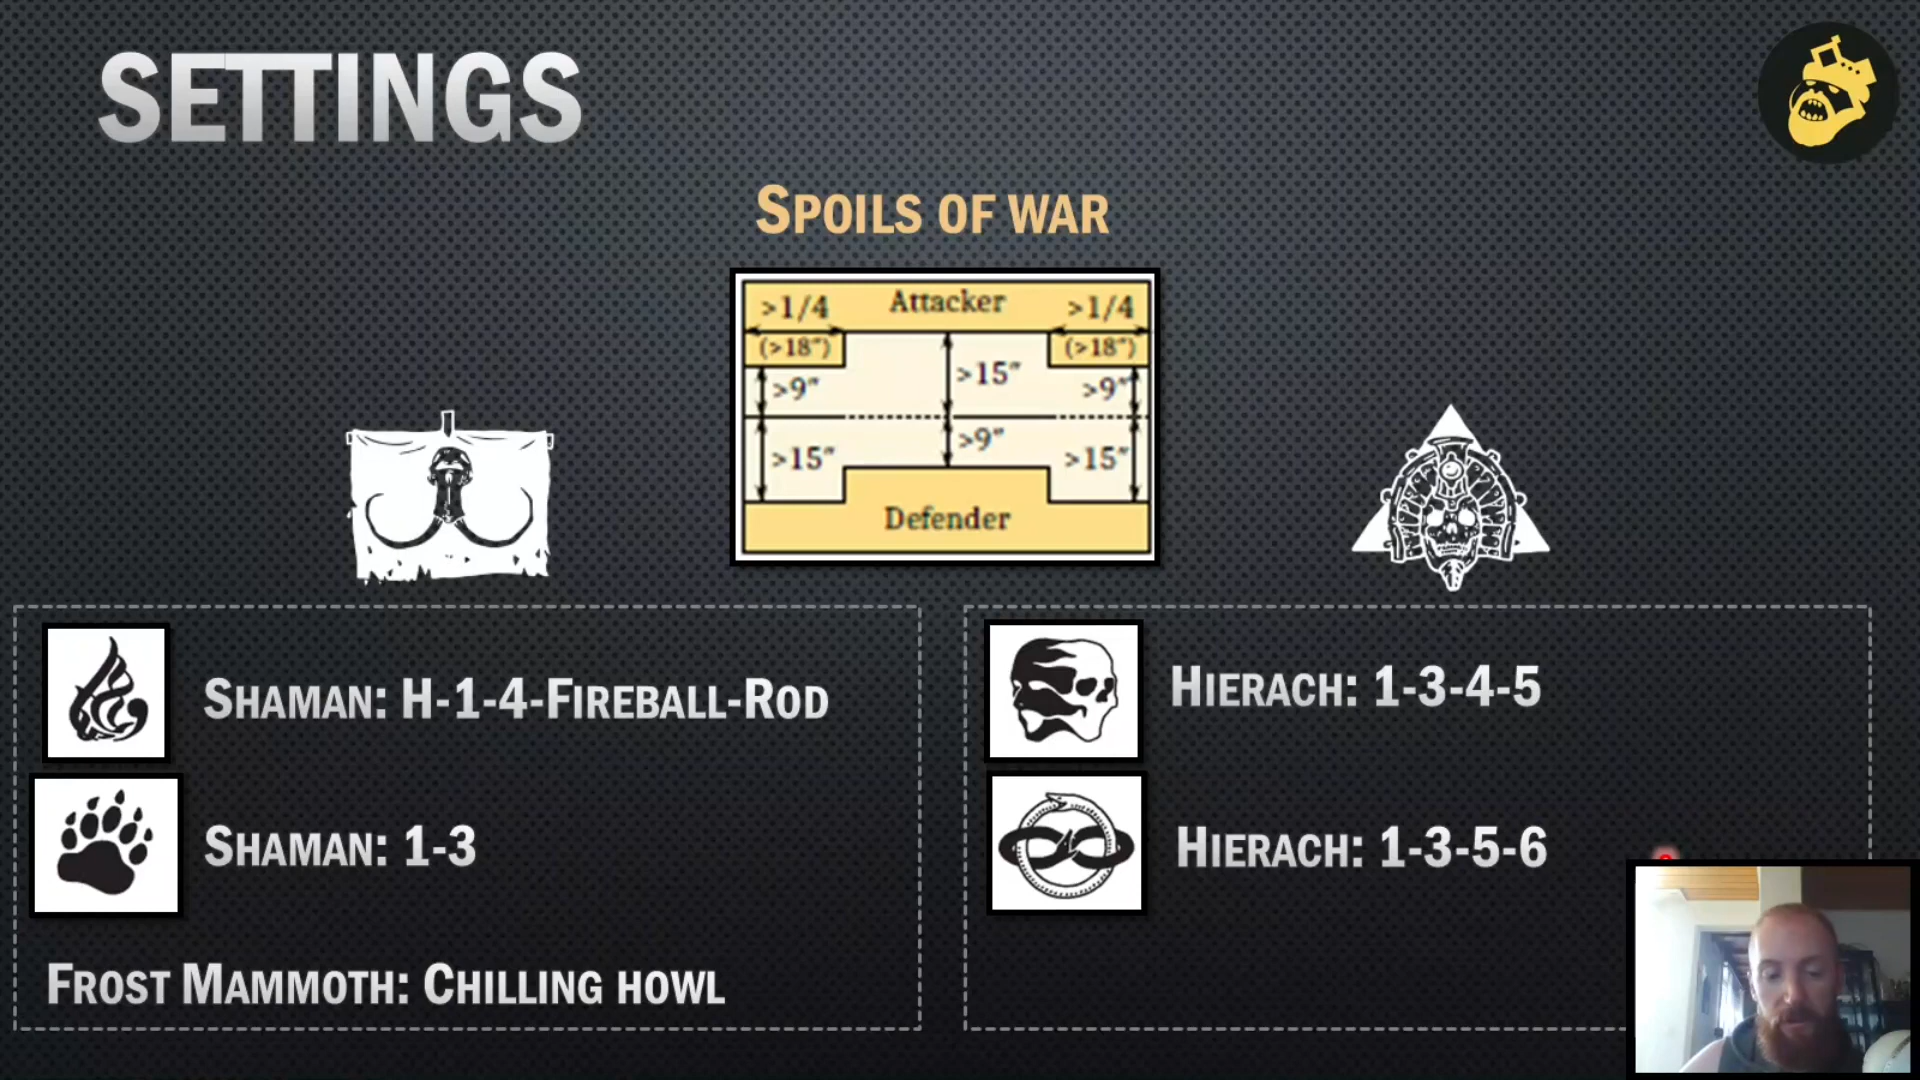 SETTINGS
SPOILS OF WAR
>1/4 Attacker >1/4
(>18") (>18")
>9" >15" >9"
>15" >9" >15"
Defender
SHAMAN: H-1-4-FIREBALL-ROD
SHAMAN: 1-3
FROST MAMMOTH: CHILLING HOWL
HIERACH: 1-3-4-5
HIERACH: 1-3-5-6